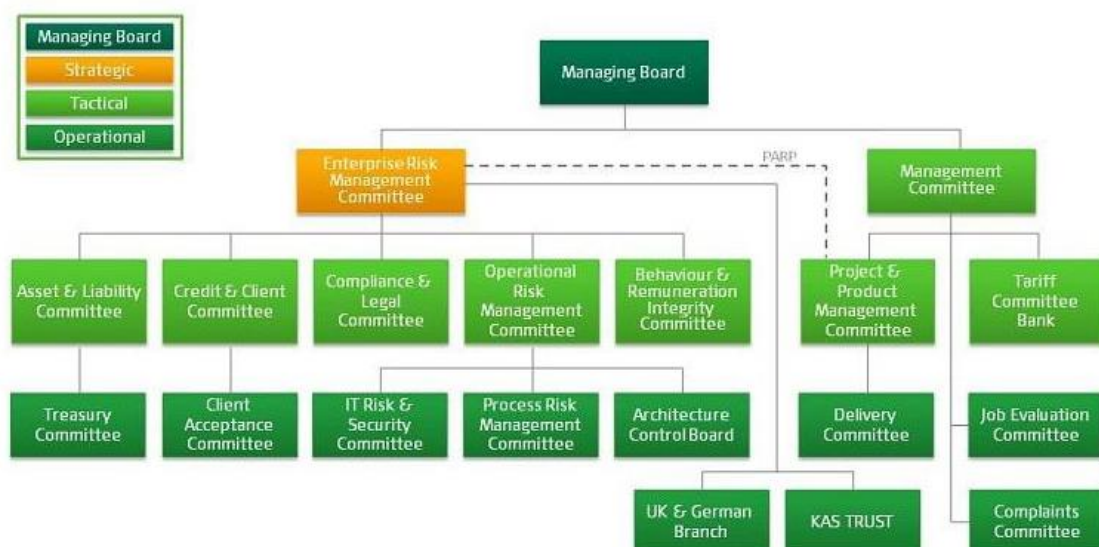 Managing Board
Strategic
Tactical
Operational
Managing Board
PARP
Enterprise Risk
Management
Committee
Management
Committee
Asset & Liability
Committee
Credit & Client
Committee
Compliance &
Legal
Committee
Operational
Risk
Management
Committee
Behaviour &
Remuneration
Integrity
Committee
Project &
Product
Management
Committee
Tariff
Committee
Bank
Treasury
Committee
Client
Acceptance
Committee
IT Risk &
Security
Committee
Process Risk
Management
Committee
Architecture
Control Board
Delivery
Committee
Job Evaluation
Committee
UK & German
Branch
KAS TRUST
Complaints
Committee